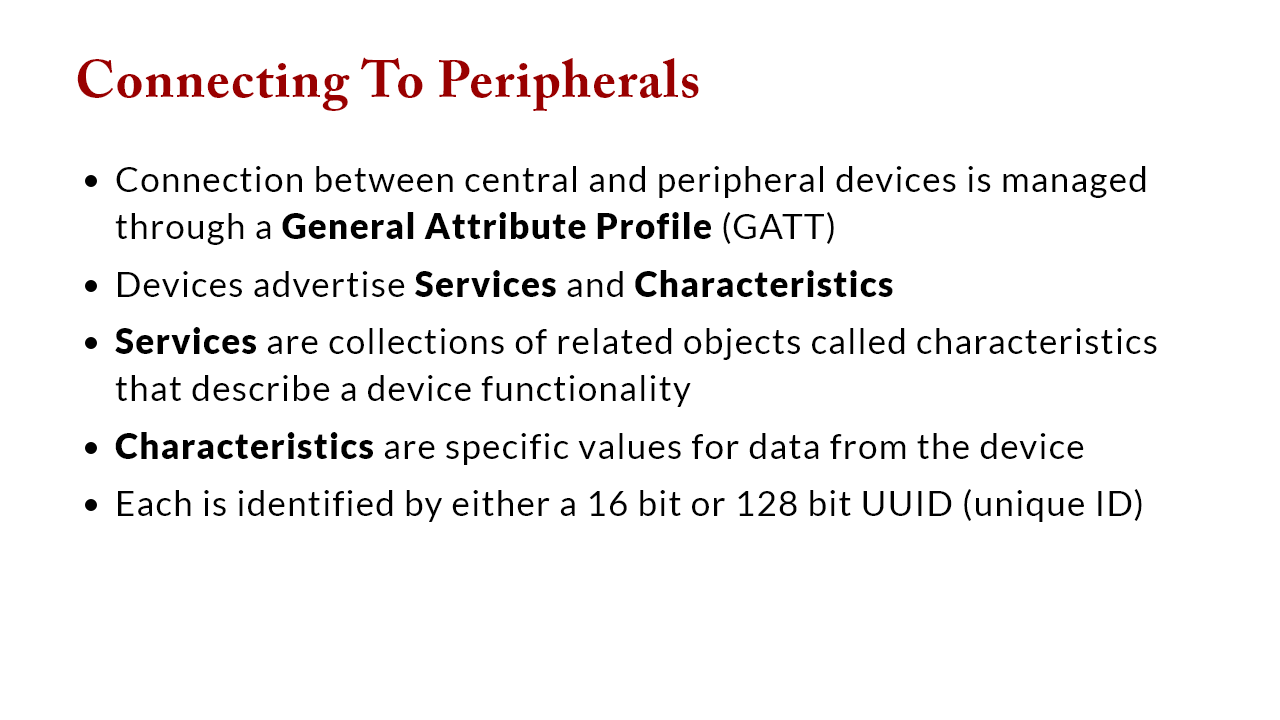 Connecting To Peripherals
• Connection between central and peripheral devices is managed
through a General Attribute Profile (GATT)
• Devices advertise Services and Characteristics
• Services are collections of related objects called characteristics
that describe a device functionality
• Characteristics are specific values for data from the device
• Each is identified by either a 16 bit or 128 bit UUID (unique ID)